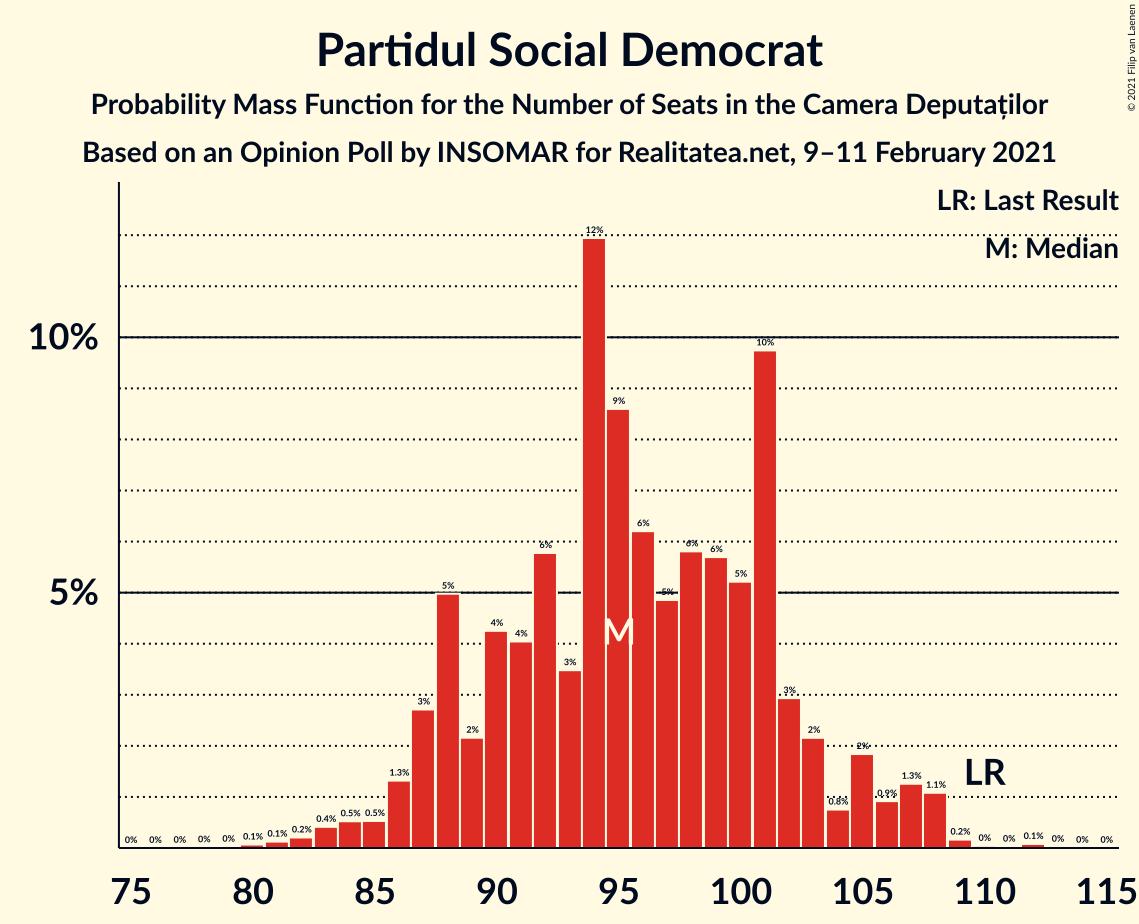 © 2021 Filip van Laenen
Partidul Social Democrat
Probability Mass Function for the Number of Seats in the Camera Deputaților
Based on an Opinion Poll by INSOMAR for Realitatea.net, 9–11 February 2021
LR: Last Result
M: Median
10%
5%
0% 0% 0% 0% 0% 0.1% 0.1% 0.2% 0.4% 0.5% 0.5% 1.3% 3% 5% 2% 4% 4% 6% 3% 12% 9% 6% 5% 6% 6% 5% 10% 3% 2% 0.8% 2% 0.9% 1.3% 1.1% 0.2% 0% 0% 0.1% 0% 0% 0%
M
LR
75 80 85 90 95 100 105 110 115